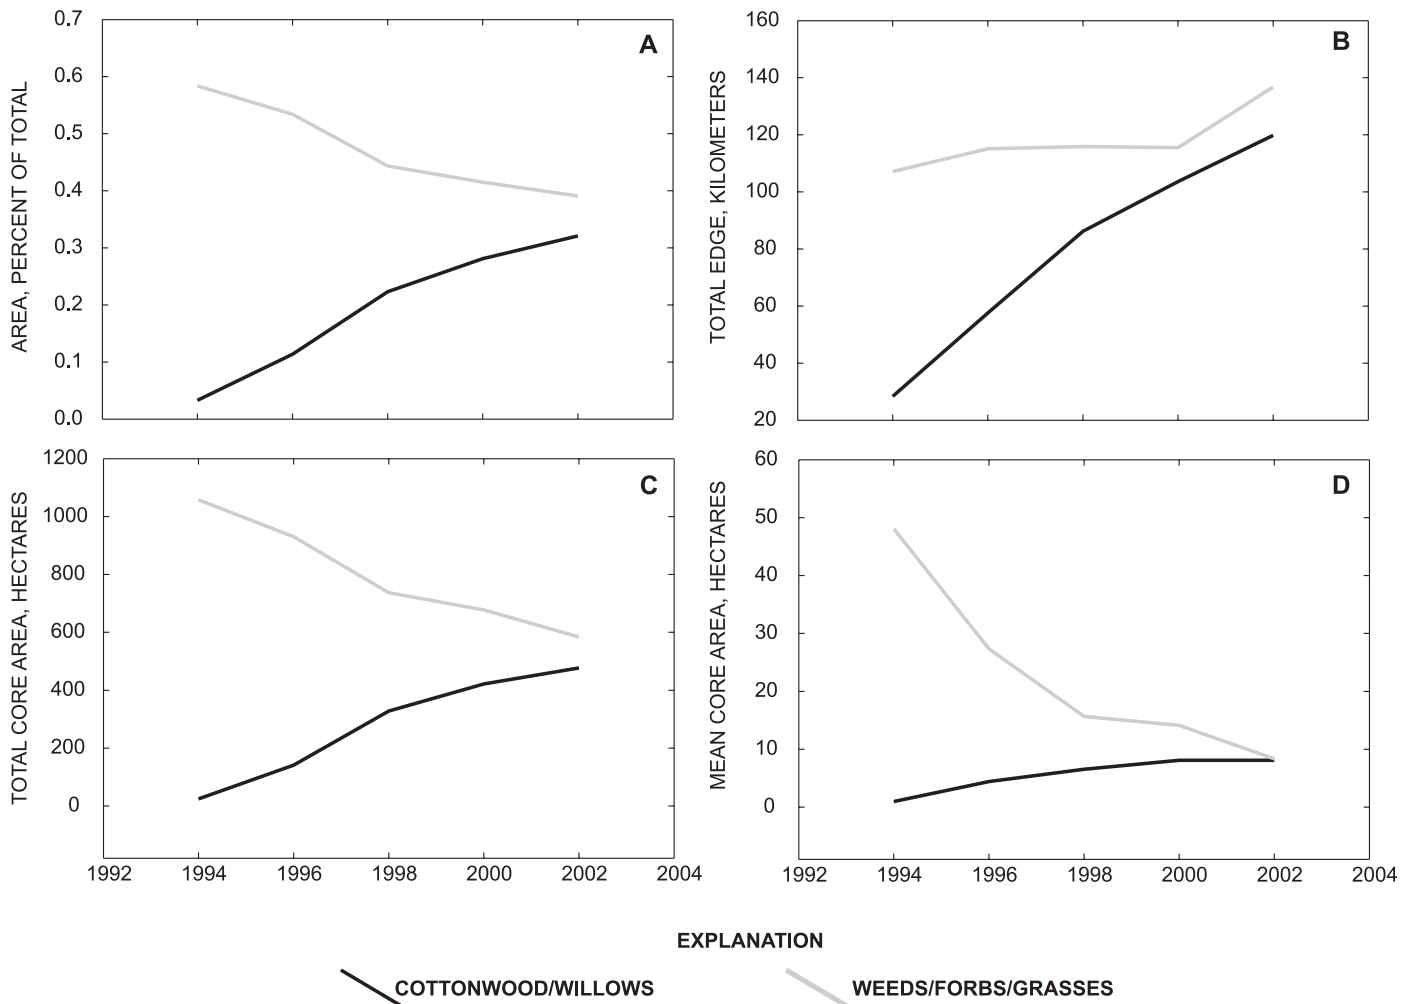 AREA, PERCENT OF TOTAL
0.7
0.6
0.5
0.4
0.3
0.2
0.1
0.0
A
TOTAL EDGE, KILOMETERS
160
140
120
100
80
60
40
20
B
TOTAL CORE AREA, HECTARES
1200
1000
800
600
400
200
0
C
1992 1994 1996 1998 2000 2002 2004
MEAN CORE AREA, HECTARES
60
50
40
30
20
10
0
D
1992 1994 1996 1998 2000 2002 2004
EXPLANATION
COTTONWOOD/WILLOWS
WEEDS/FORBS/GRASSES